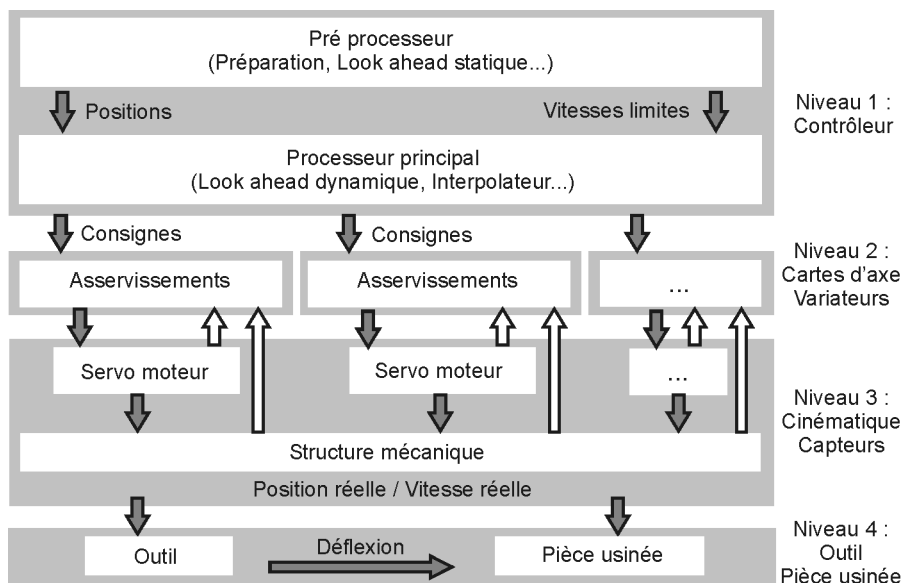 Pré processeur
(Préparation, Look ahead statique...)
Positions
Vitesses limites
Niveau 1 :
Contrôleur
Processeur principal
(Look ahead dynamique, Interpolateur...)
Consignes
Consignes
Asservissements
Asservissements
...
Niveau 2 :
Cartes d'axe
Variateurs
Servo moteur
Servo moteur
...
Niveau 3 :
Cinématique
Capteurs
Structure mécanique
Position réelle / Vitesse réelle
Outil
Déflexion
Pièce usinée
Niveau 4 :
Outil
Pièce usinée